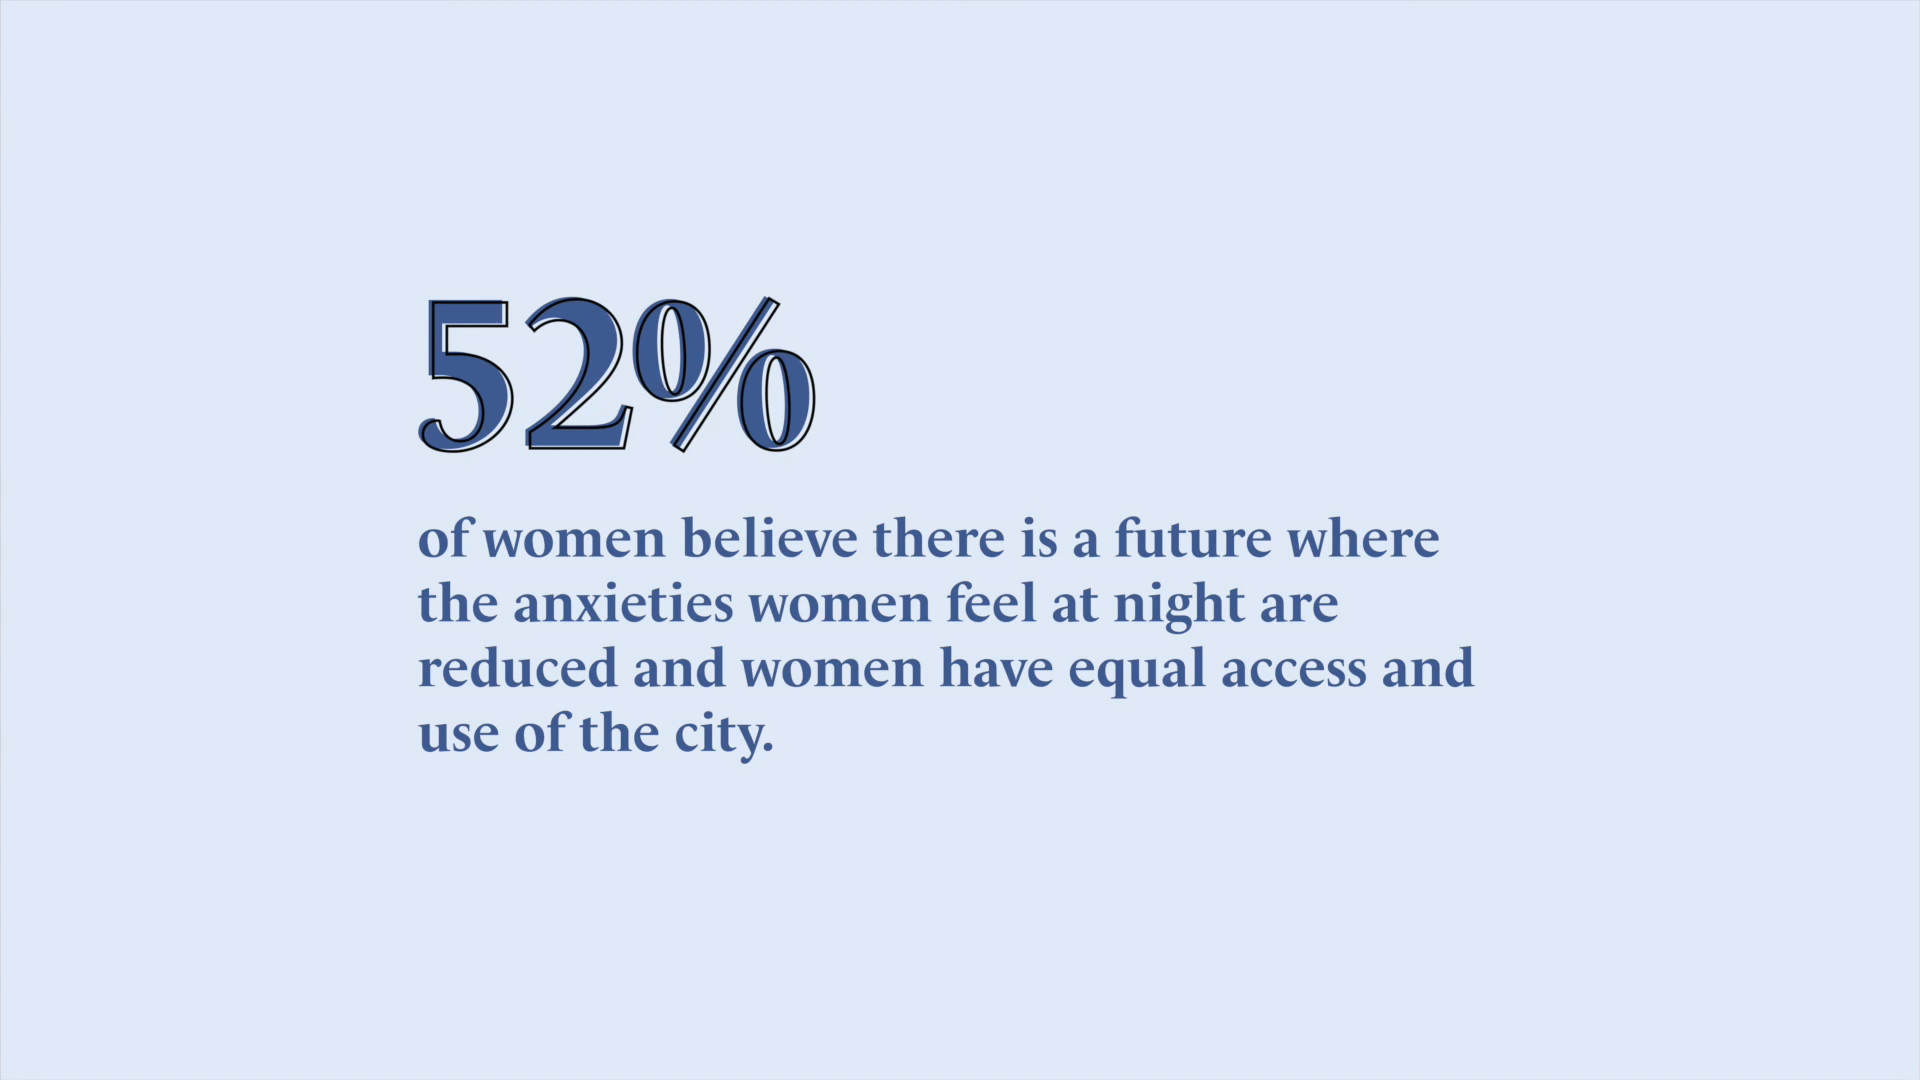 52%
of women believe there is a future where
the anxieties women feel at night are
reduced and women have equal access and
use of the city.